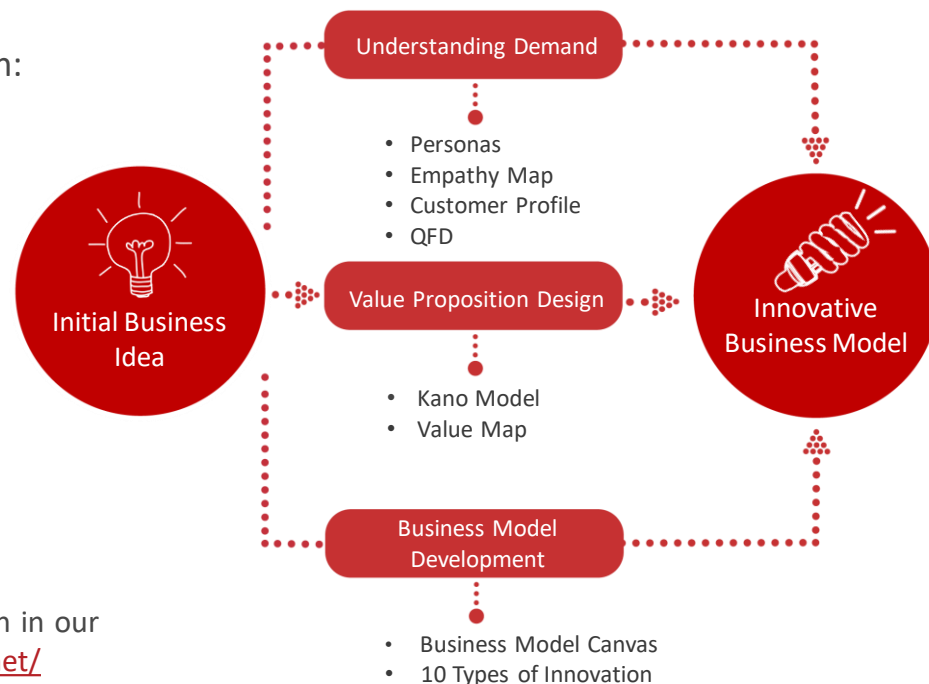 n:
Understanding Demand
• Personas
• Empathy Map
• Customer Profile
• QFD
Initial Business
Idea
Value Proposition Design
Innovative
Business Model
• Kano Model
• Value Map
Business Model
Development
• Business Model Canvas
• 10 Types of Innovation
in our
net/